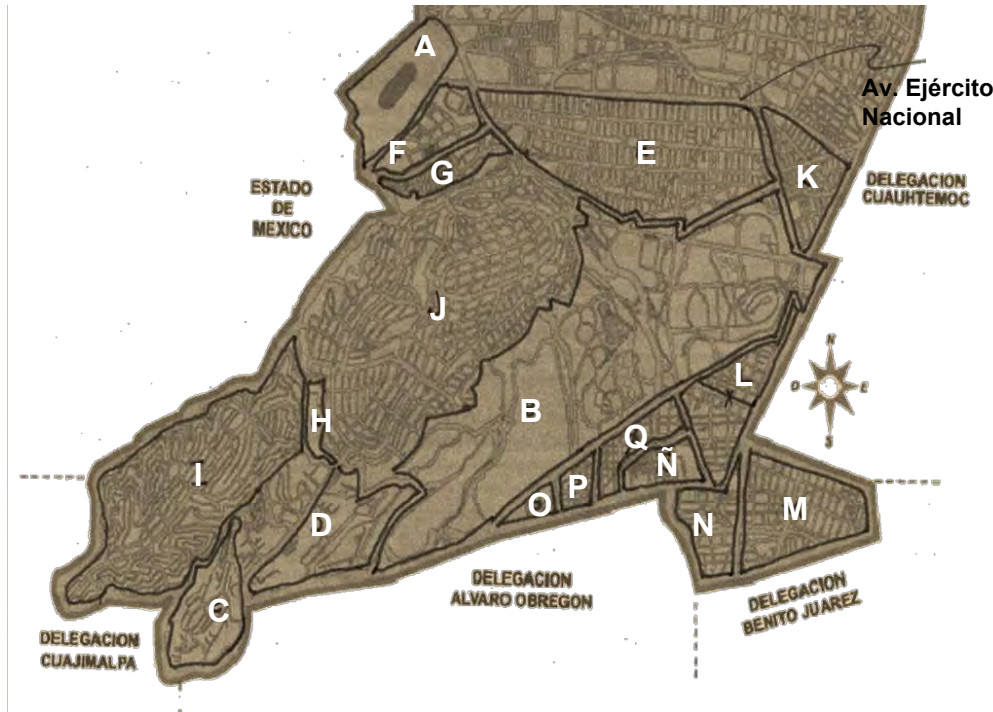 A
Av. Ejército
Nacional
F
E
G
K
ESTADO
DE
MEXICO
DELEGACION
CUAUHTEMOC
J
N
O
L
S
L
H
B
Q
Ñ
I
P
O
M
N
D
C
DELEGACION
ALVARO OBREGON
DELEGACION
BENITO JUAREZ
DELEGACION
CUAJIMALPA